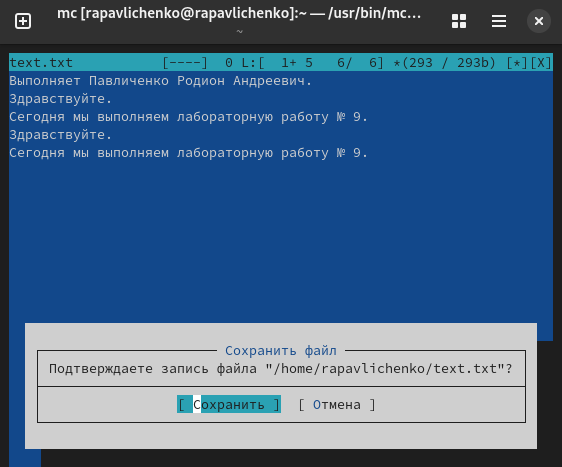 mc [rapavlichenko@rapavlichenko]:~ — /usr/bin/mc...
~
text.txt [----] 0 L:[ 1+ 5 6/ 6] *(293 / 293b) [*][X]
Выполняет Павличенко Родион Андреевич.
Здравствуйте.
Сегодня мы выполняем лабораторную работу № 9.
Здравствуйте.
Сегодня мы выполняем лабораторную работу № 9.
Сохранить файл
Подтверждаете запись файла "/home/rapavlichenko/text.txt"?
[ Сохранить ] [ Отмена ]